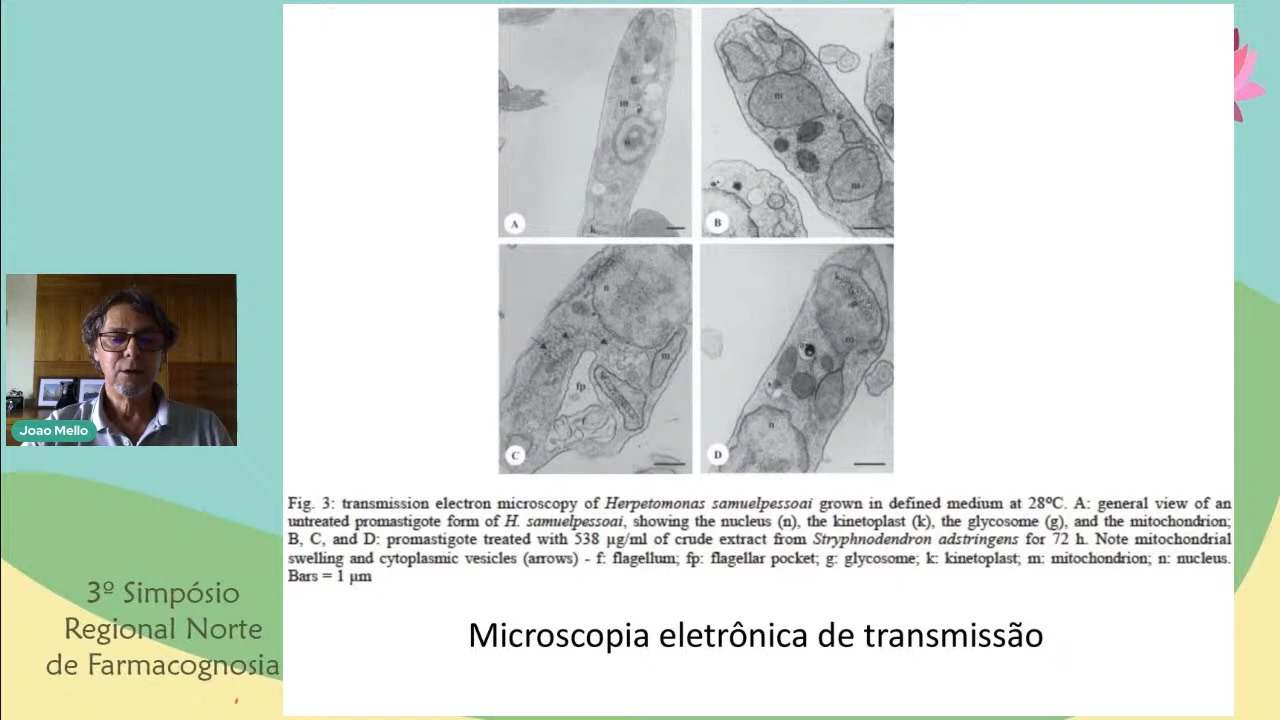 A
B
C
D
m
n
k
m
m
n
m
fp
k
f
k
m
g
n
Fig. 3: transmission electron microscopy of Herpetomonas samuelpessoai grown in defined medium at 28ºC. A: general view of an
untreated promastigote form of H. samuelpessoai, showing the nucleus (n), the kinetoplast (k), the glycosome (g), and the mitochondrion;
B, C, and D: promastigote treated with 538 µg/ml of crude extract from Stryphnodendron adstringens for 72 h. Note mitochondrial
swelling and cytoplasmic vesicles (arrows) - f: flagellum; fp: flagellar pocket; g: glycosome; k: kinetoplast; m: mitochondrion; n: nucleus.
Bars = 1 µm
Microscopia eletrônica de transmissão
Joao Mello
3º Simpósio
Regional Norte
de Farmacognosia